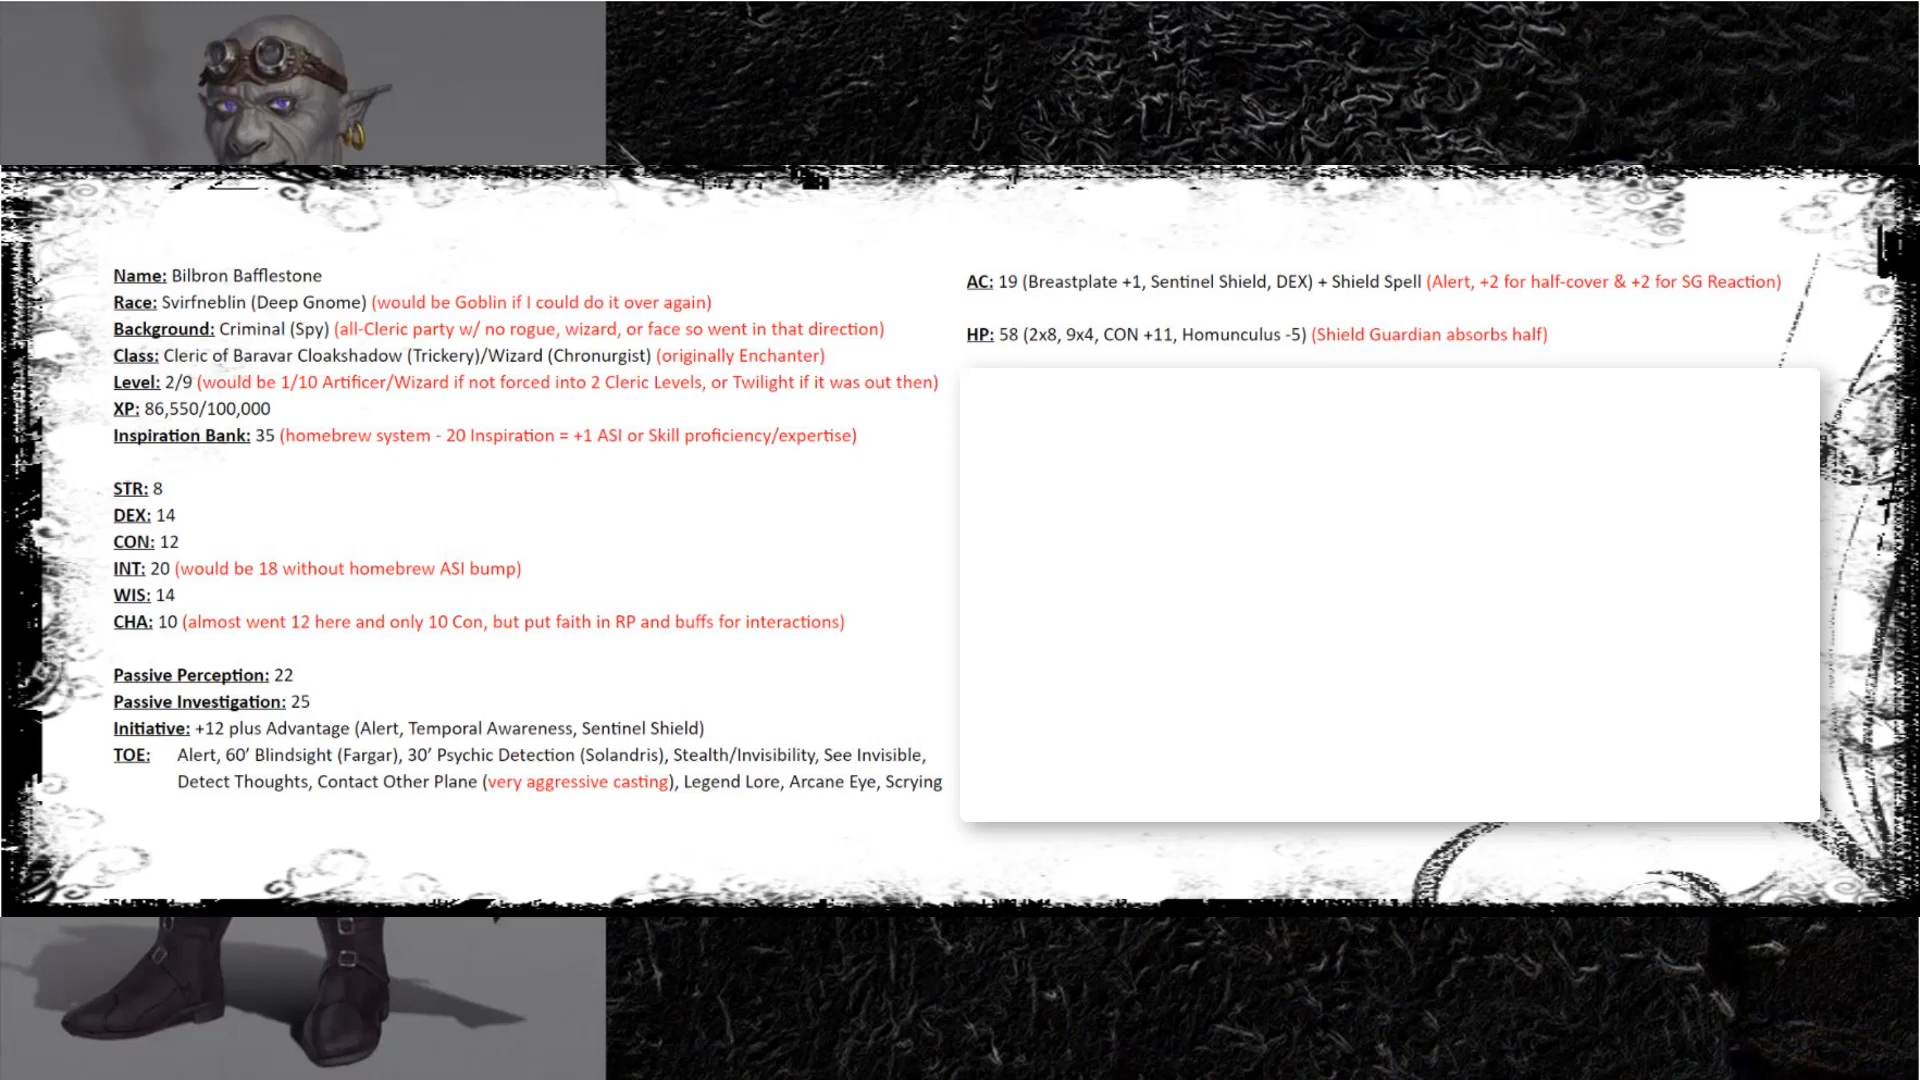 Name: Bilbron Bafflestone
Race: Svirfneblin (Deep Gnome) (would be Goblin if I could do it over again)
Background: Criminal (Spy) (all-Cleric party w/ no rogue, wizard, or face so went in that direction)
Class: Cleric of Baravar Cloakshadow (Trickery)/Wizard (Chronurgist) (originally Enchanter)
Level: 2/9 (would be 1/10 Artificer/Wizard if not forced into 2 Cleric Levels, or Twilight if it was out then)
XP: 86,550/100,000
Inspiration Bank: 35 (homebrew system - 20 Inspiration = +1 ASI or Skill proficiency/expertise)
STR: 8
DEX: 14
CON: 12
INT: 20 (would be 18 without homebrew ASI bump)
WIS: 14
CHA: 10 (almost went 12 here and only 10 Con, but put faith in RP and buffs for interactions)
Passive Perception: 22
Passive Investigation: 25
Initiative: +12 plus Advantage (Alert, Temporal Awareness, Sentinel Shield)
TOE: Alert, 60’ Blindsight (Fargar), 30’ Psychic Detection (Solandris), Stealth/Invisibility, See Invisible,
Detect Thoughts, Contact Other Plane (very aggressive casting), Legend Lore, Arcane Eye, Scrying
AC: 19 (Breastplate +1, Sentinel Shield, DEX) + Shield Spell (Alert, +2 for half-cover & +2 for SG Reaction)
HP: 58 (2x8, 9x4, CON +11, Homunculus -5) (Shield Guardian absorbs half)